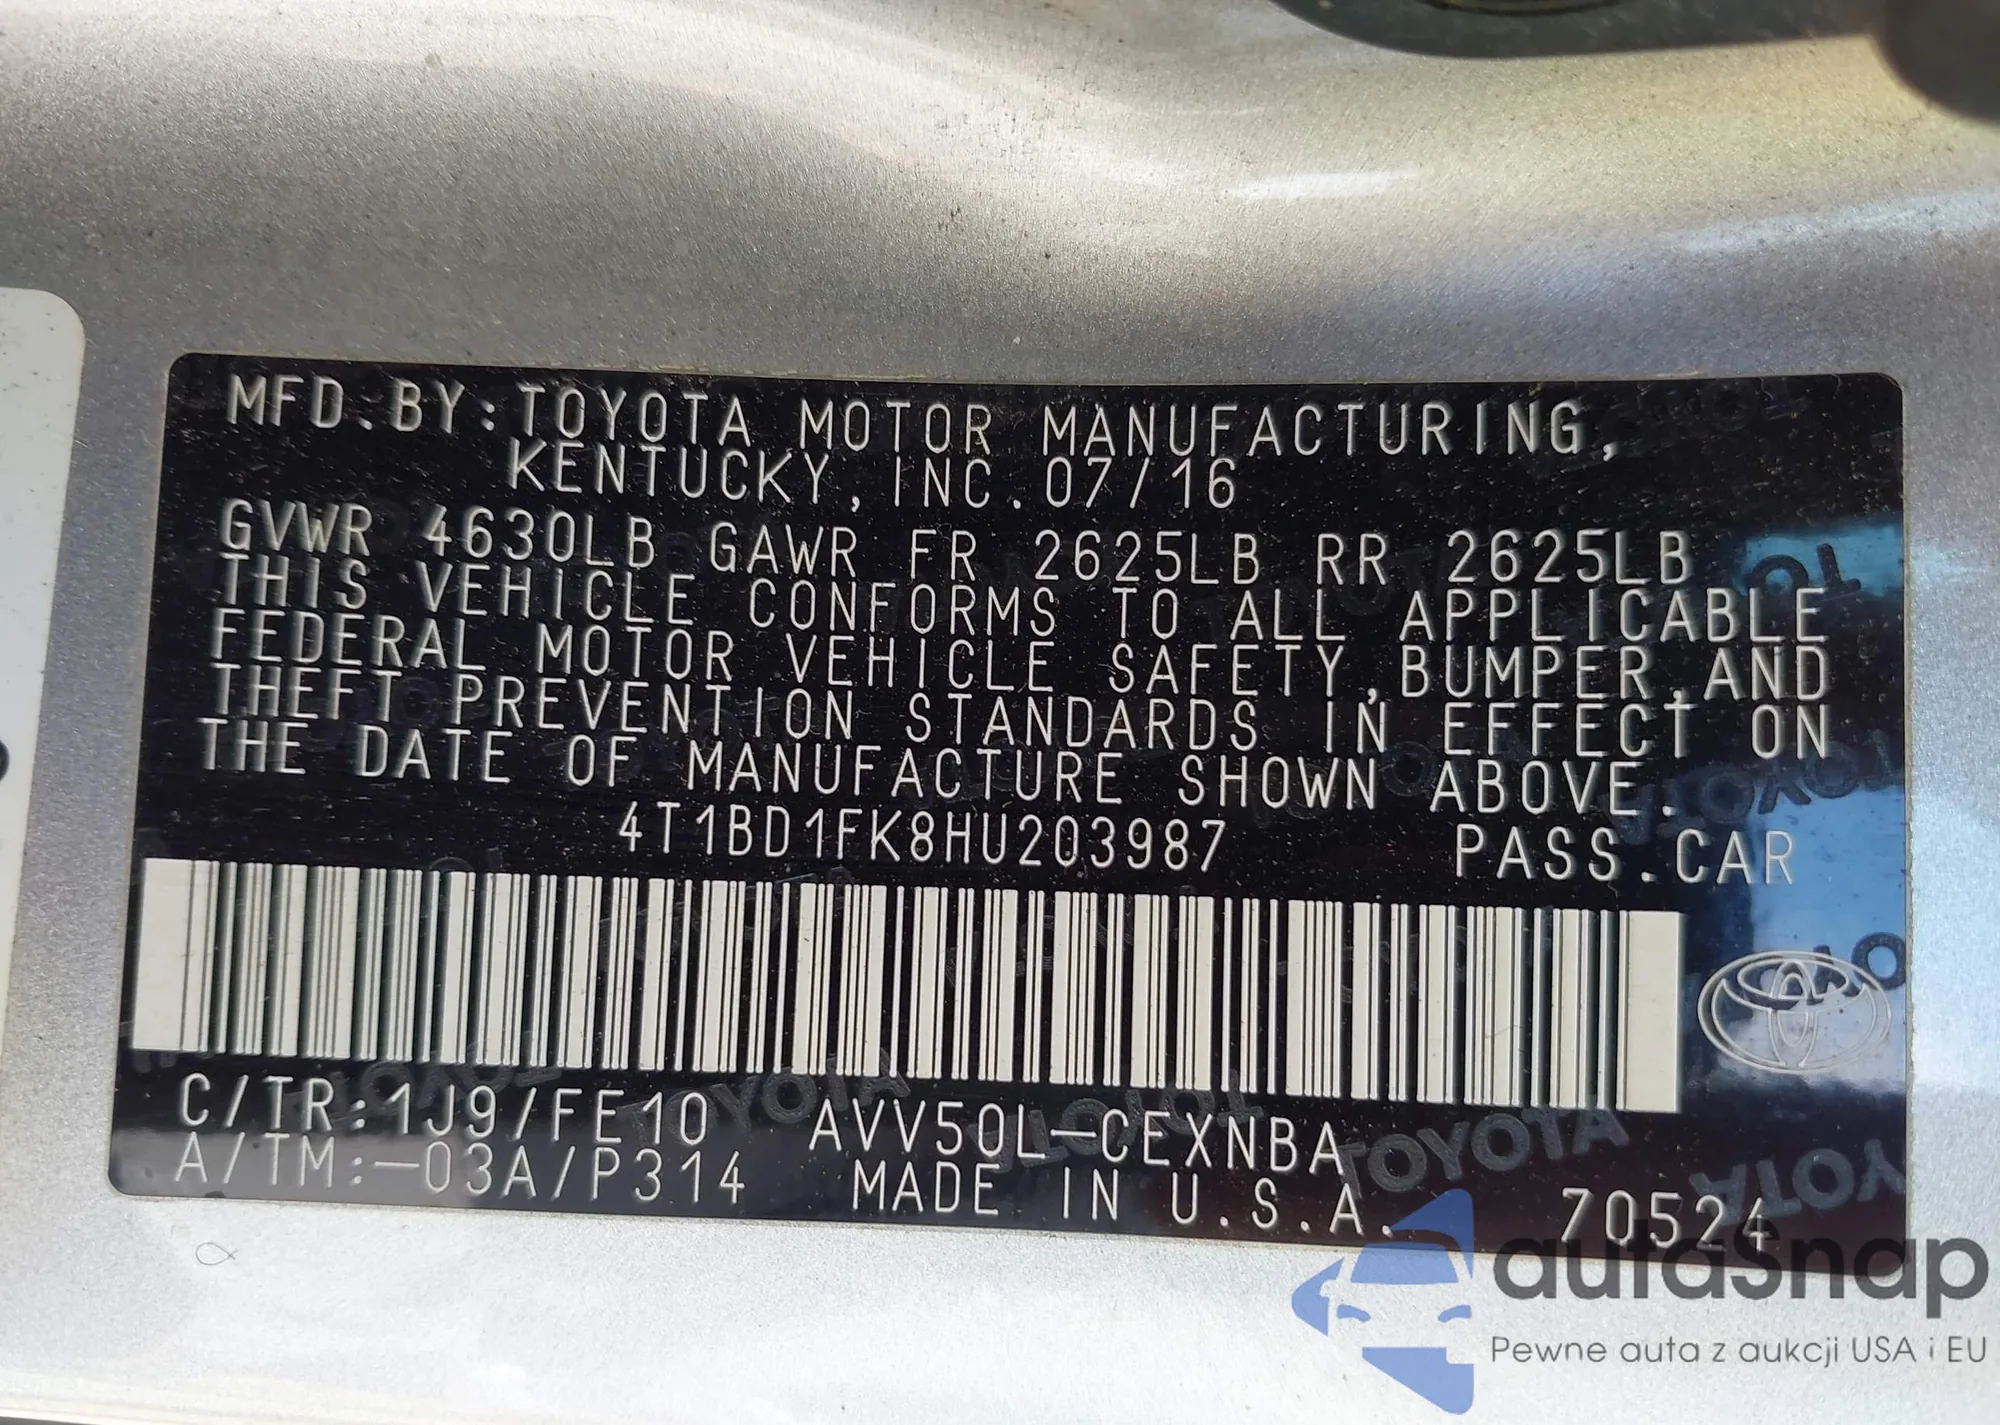 MFD.BY:TOYOTA MOTOR MANUFACTURING,
KENTUCKY, INC. 07/16
GVWR 4630LB GAWR FR 2625LB RR 2625LB
THIS VEHICLE CONFORMS TO ALL APPLICABLE
FEDERAL MOTOR VEHICLE SAFETY,BUMPER,AND
THEFT PREVENTION STANDARDS IN EFFECT ON
THE DATE OF MANUFACTURE SHOWN ABOVE.
4T1BD1FK8HU203987 PASS.CAR
C/TR:1J9/FE10 AVV50L-CEXNBA
A/TM:-03A/P314 MADE IN U.S.A. 70524
autoSnap
Pewne auta z aukcji USA i EU